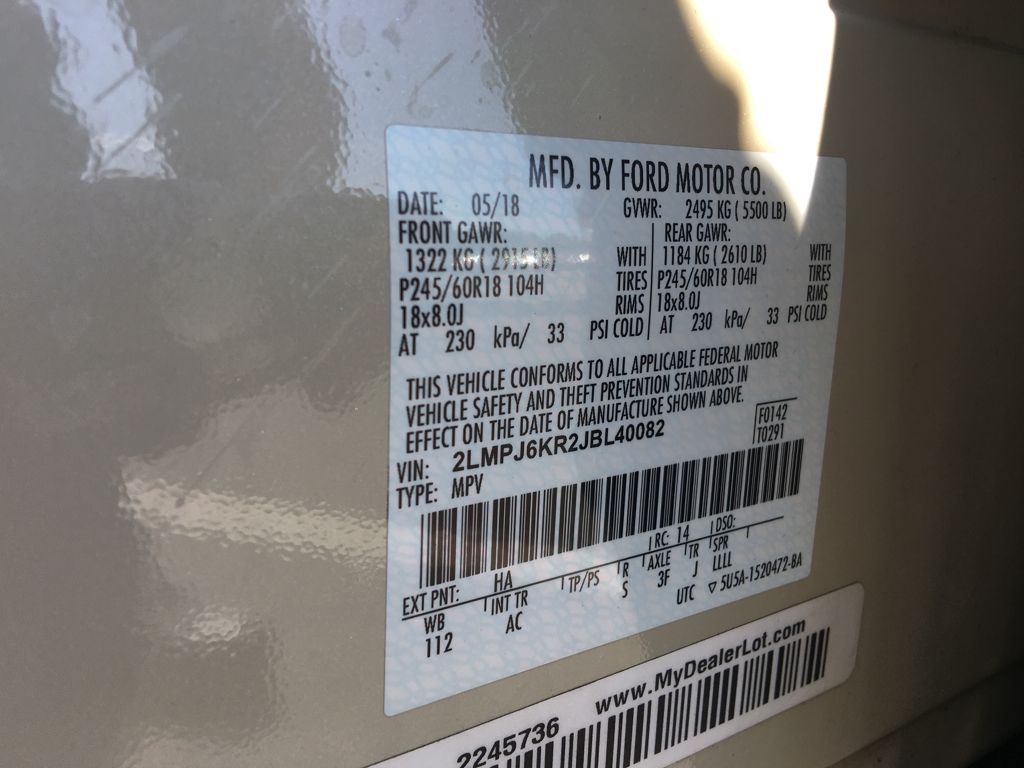 MFD. BY FORD MOTOR CO.
DATE: 05/18 GVWR: 2495 KG ( 5500 LB)
FRONT GAWR: REAR GAWR:
1322 KG ( 2915 LB) WITH 1184 KG ( 2610 LB) WITH
P245/60R18 104H TIRES P245/60R18 104H TIRES
18x8.0J RIMS 18x8.0J RIMS
AT 230 kPa/ 33 PSI COLD AT 230 kPa/ 33 PSI COLD
THIS VEHICLE CONFORMS TO ALL APPLICABLE FEDERAL MOTOR
VEHICLE SAFETY AND THEFT PREVENTION STANDARDS IN
EFFECT ON THE DATE OF MANUFACTURE SHOWN ABOVE.
F0142
T0291
VIN: 2LMPJ6KR2JBL40082
TYPE: MPV
EXT PNT: HA RC: 14 DSO:
WB INT TR TP/PS R AXLE TR SPR
112 AC S 3F J LLLL
UTC ▽ 5U5A-1520472-BA
www.MyDealerLot.com
2245736